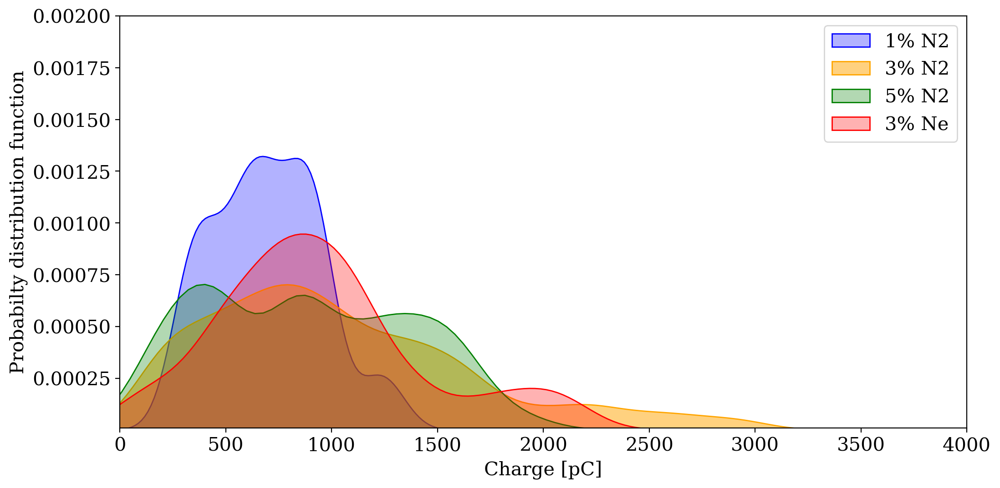 Probabilty distribution function
0.00200
0.00175
0.00150
0.00125
0.00100
0.00075
0.00050
0.00025
0 500 1000 1500 2000 2500 3000 3500 4000
Charge [pC]
1% N2
3% N2
5% N2
3% Ne